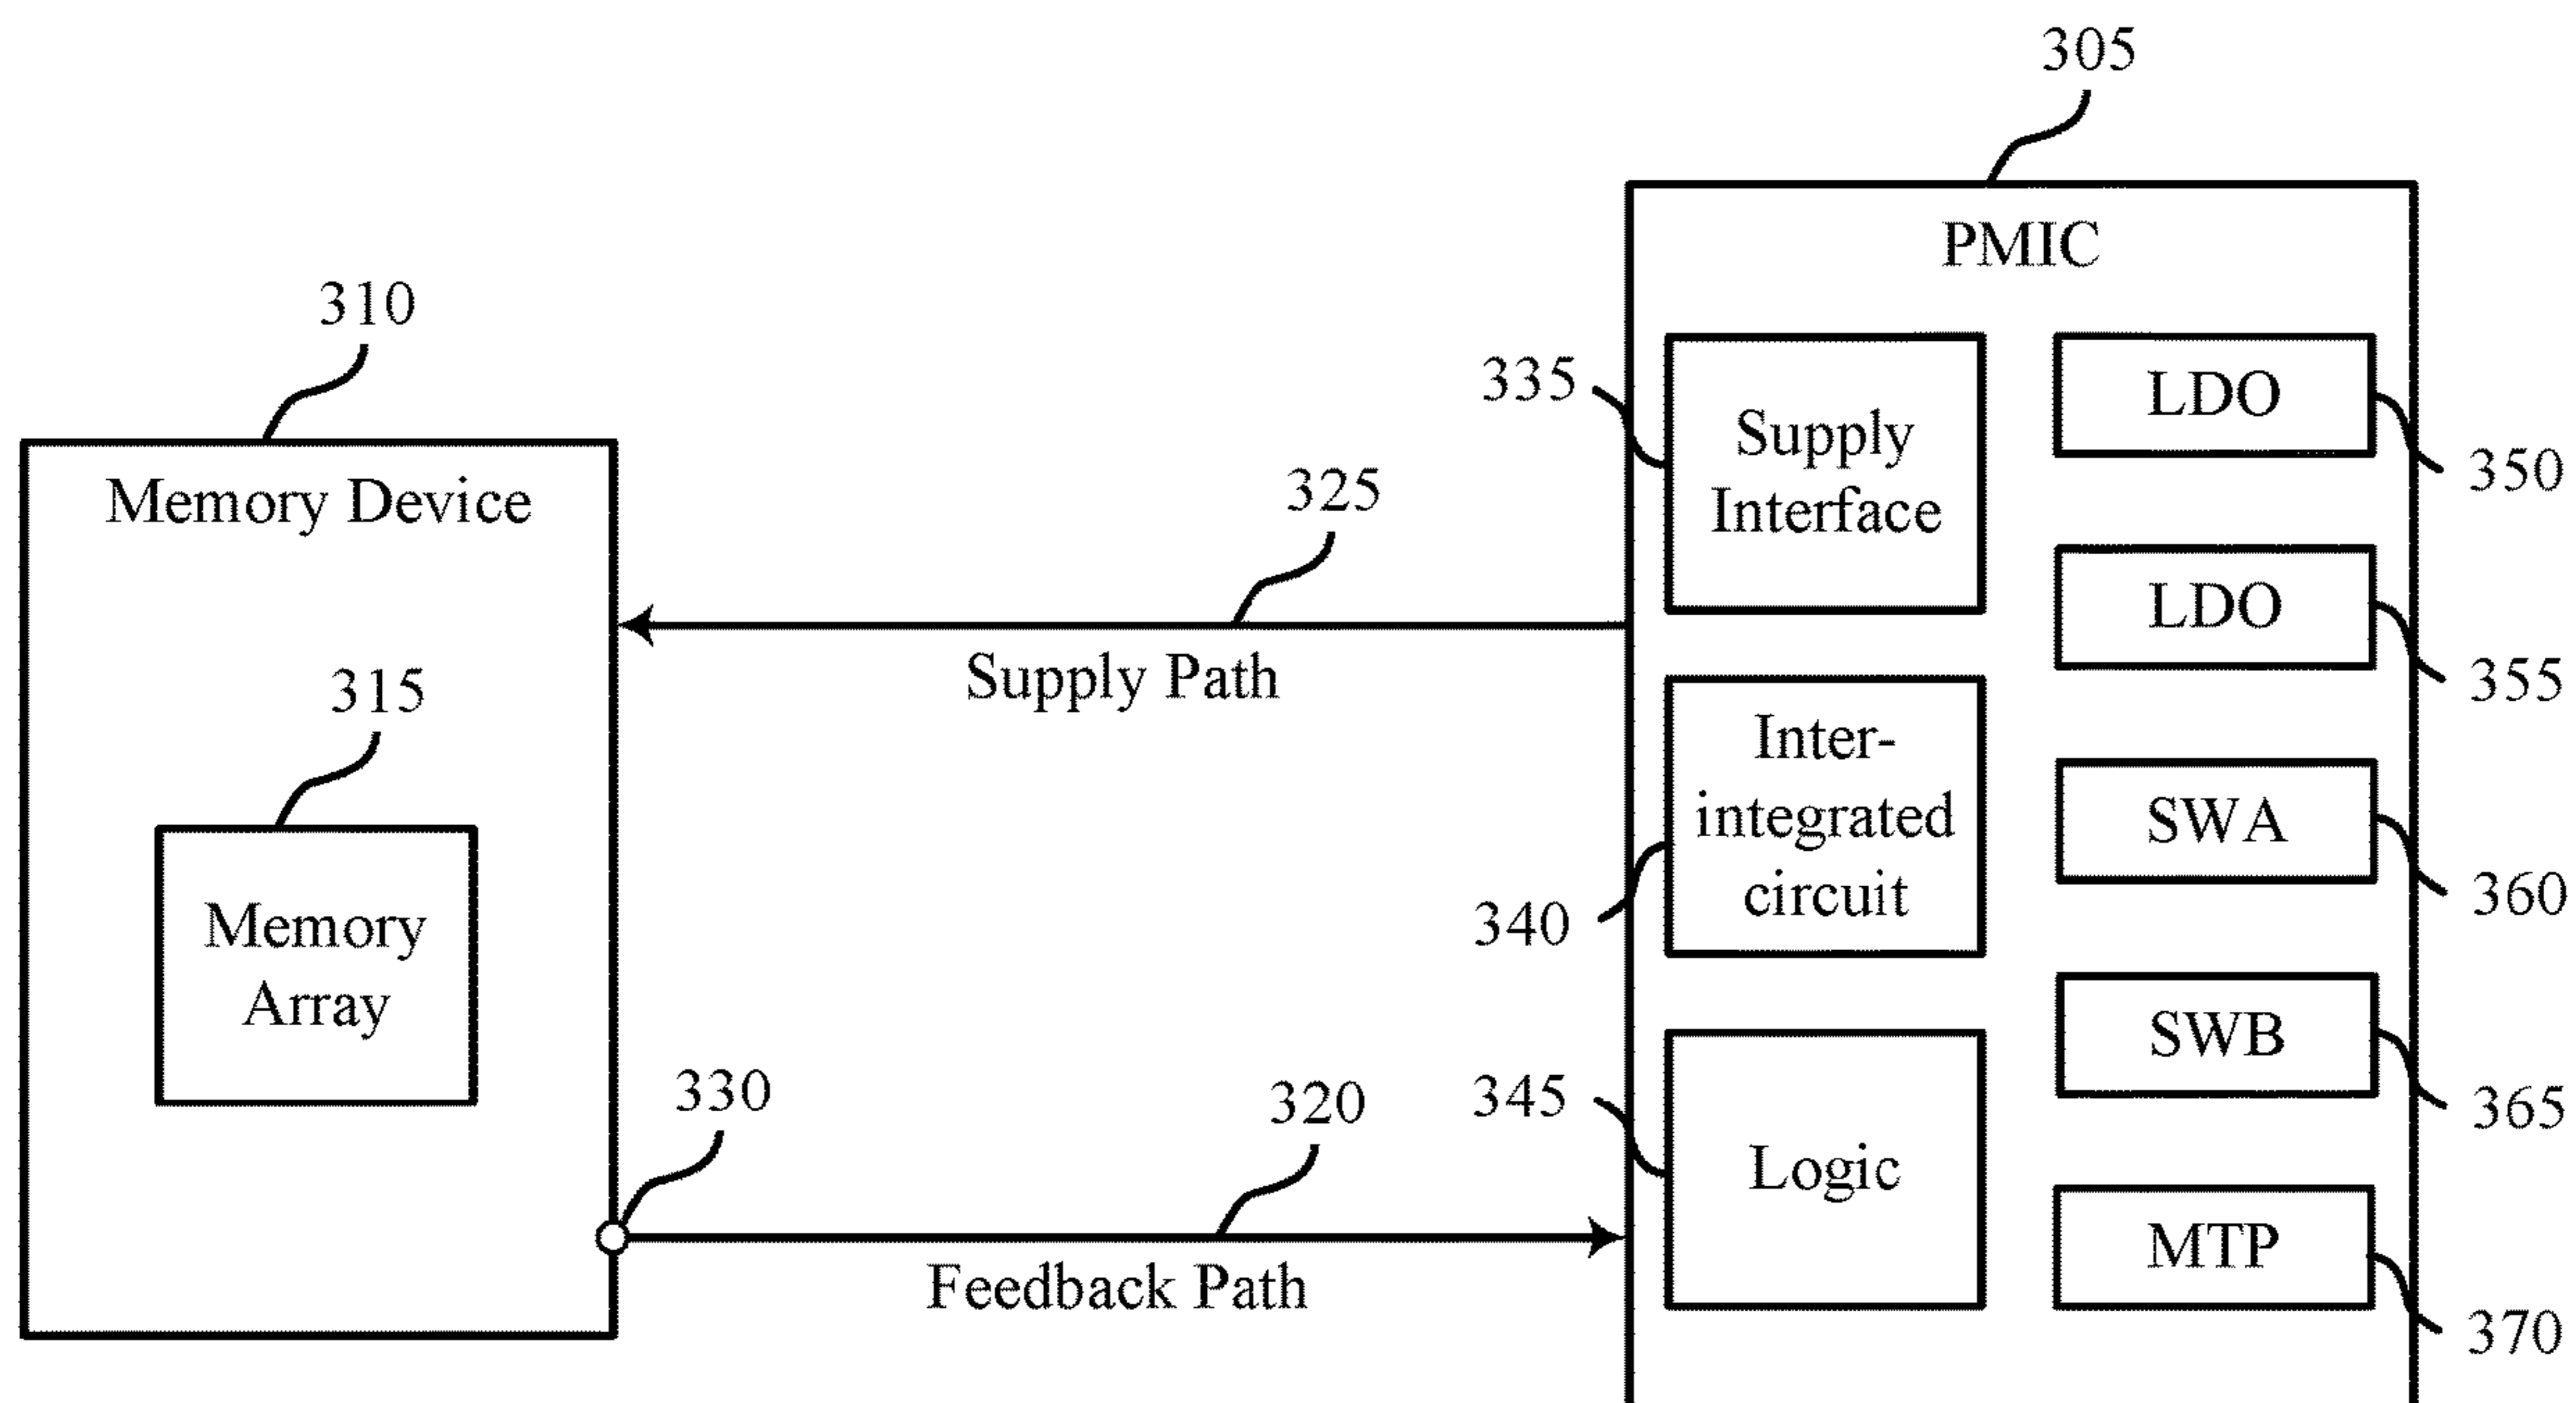 305
PMIC
310
335
Supply
Interface
LDO
350
Memory Device
325
LDO
355
Supply Path
315
Inter-
integrated
circuit
340
SWA
360
Memory
Array
SWB
365
330
320
345
Logic
MTP
370
Feedback Path